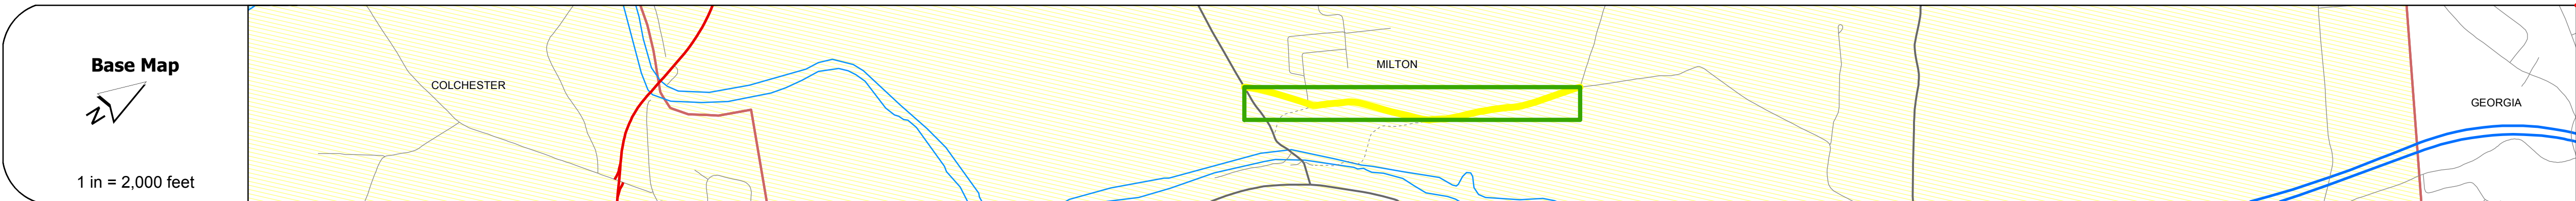 Base Map
N
1 in = 2,000 feet
COLCHESTER
MILTON
GEORGIA